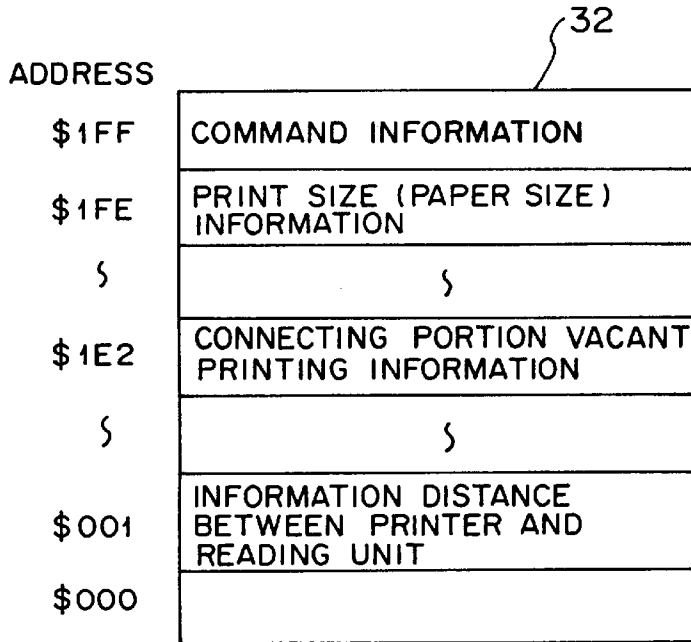 32
ADDRESS
$1FF COMMAND INFORMATION
$1FE PRINT SIZE (PAPER SIZE)
INFORMATION
$1E2 CONNECTING PORTION VACANT
PRINTING INFORMATION
$001 INFORMATION DISTANCE
BETWEEN PRINTER AND
READING UNIT
$000